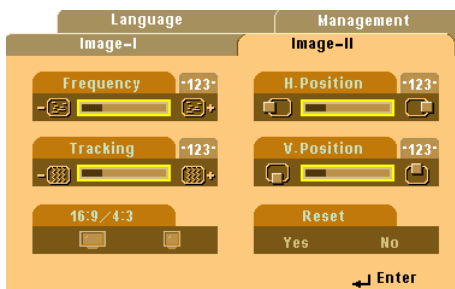 Language Management
Image-I Image-II
Frequency -123- H.Position -123-
- +
Tracking -123- V.Position -123-
- +
16:9/4:3 Reset
Yes No
Enter